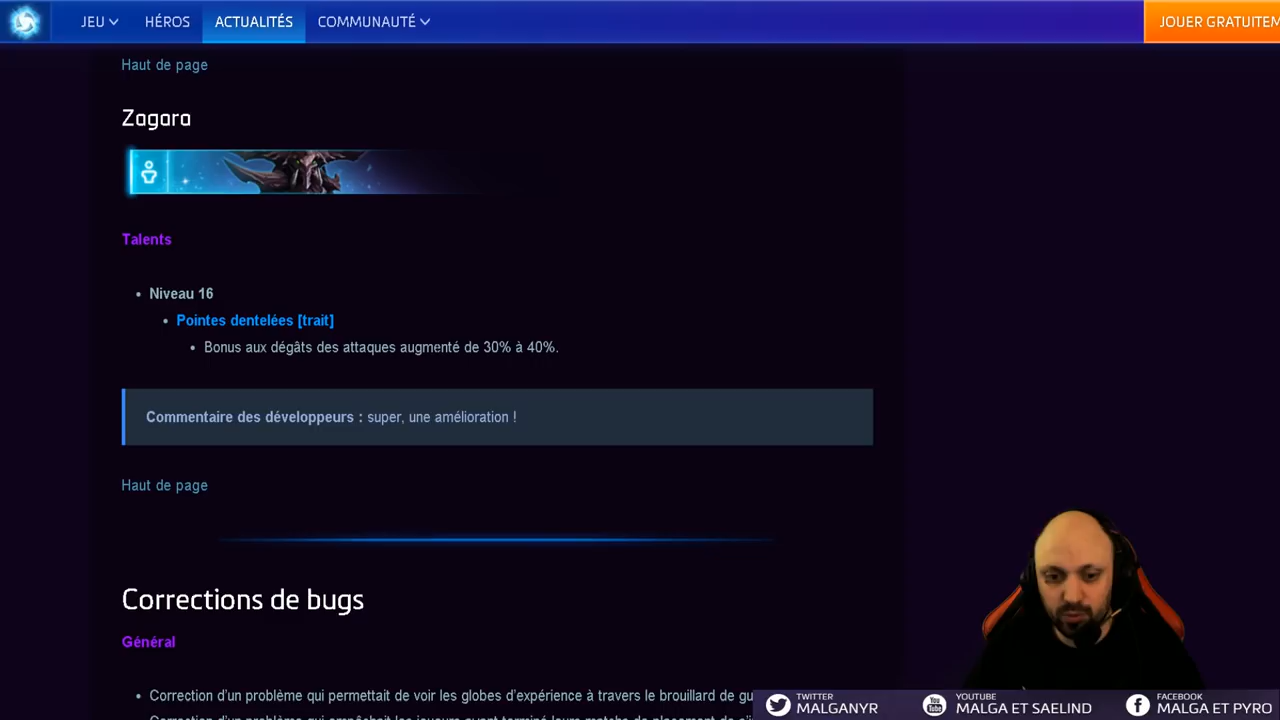 JEU HÉROS ACTUALITÉS COMMUNAUTÉ
Haut de page
Zagara
Talents
• Niveau 16
• Pointes dentelées [trait]
• Bonus aux dégâts des attaques augmenté de 30% à 40%.
Commentaire des développeurs : super, une amélioration !
Haut de page
Corrections de bugs
Général
• Correction d'un problème qui permettait de voir les globes d'expérience à travers le brouillard de
TWITTER
MALGANYR
YOUTUBE
MALGA ET SAELIND
FACEBOOK
MALGA ET PYRO